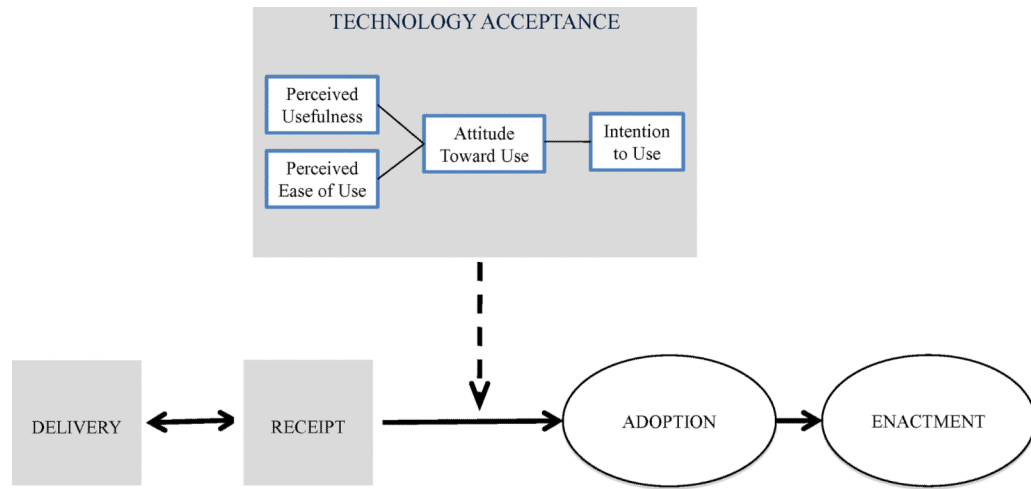 TECHNOLOGY ACCEPTANCE
Perceived
Usefulness
Perceived
Ease of Use
Attitude
Toward Use
Intention
to Use
DELIVERY
RECEIPT
ADOPTION
ENACTMENT